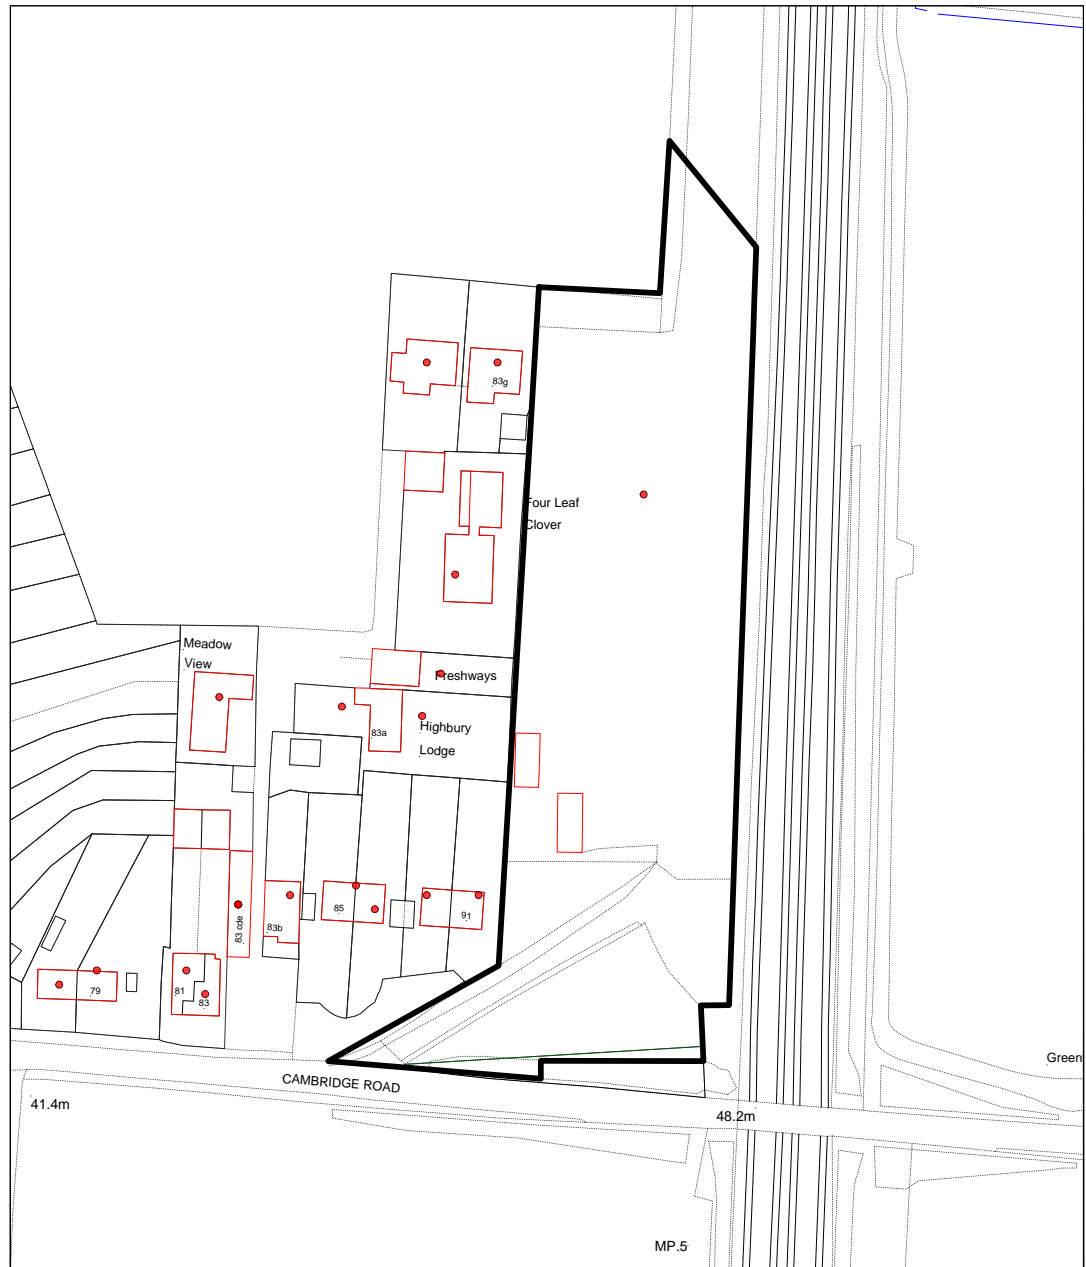 83g
Four Leaf
Clover
Meadow
View
Freshways
83a
Highbury
Lodge
83 cde
83b
85
91
79
81
83
CAMBRIDGE ROAD
Green
41.4m
48.2m
MP.5